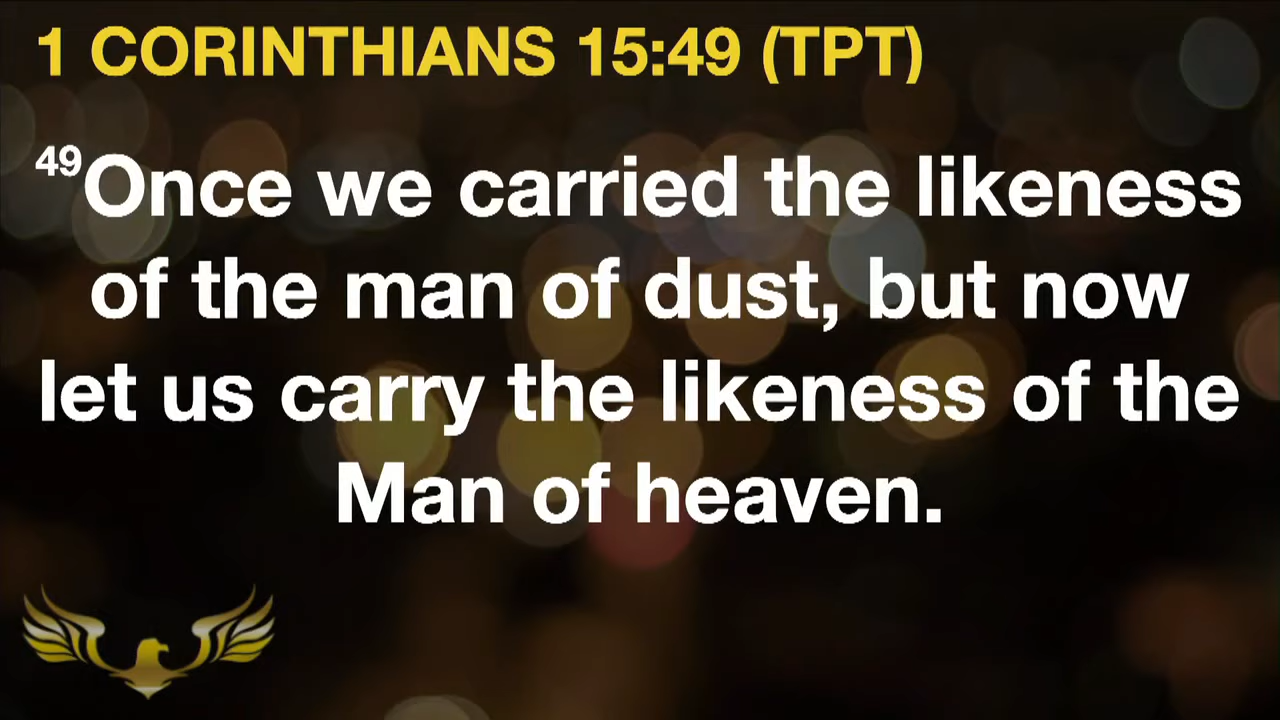 1 CORINTHIANS 15:49 (TPT)
49Once we carried the likeness
of the man of dust, but now
let us carry the likeness of the
Man of heaven.